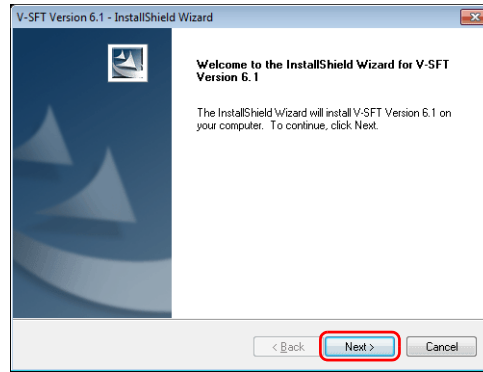 V-SFT Version 6.1 - InstallShield Wizard
Welcome to the InstallShield Wizard for V-SFT
Version 6.1
The InstallShield Wizard will install V-SFT Version 6.1 on
your computer. To continue, click Next.
< Back
Next >
Cancel